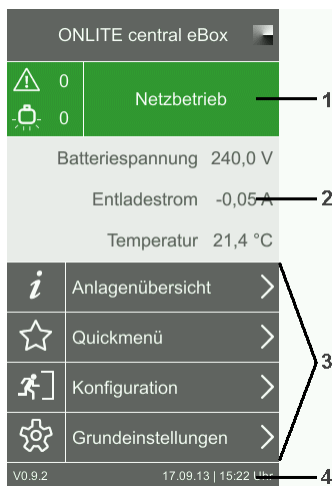 ONLITE central eBox
0
Netzbetrieb
1
0
Batteriespannung 240,0 V
Entladestrom -0,05 A
2
Temperatur 21,4 °C
i
Anlagenübersicht
Quickmenü
3
Konfiguration
Grundeinstellungen
V0.9.2
17.09.13 | 15:22 Uhr
4